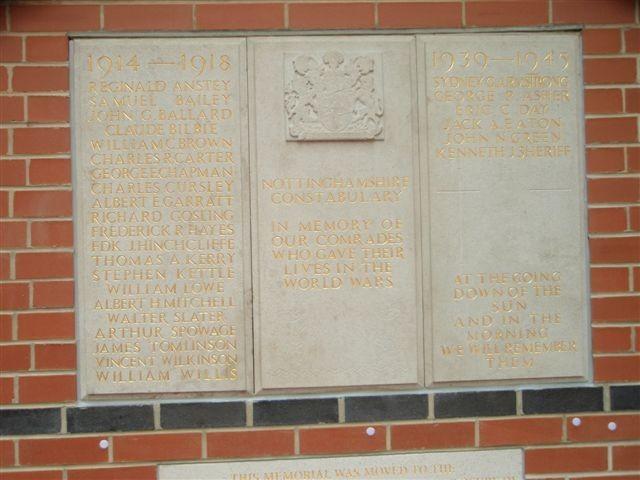 1914—1918
REGINALD ANSTEY
SAMUEL BAILEY
JOHN G. BALLARD
CLAUDE BILBIE
WILLIAM C. BROWN
CHARLES R. CARTER
GEORGE E. CHAPMAN
CHARLES CURSLEY
ALBERT E. GARRATT
RICHARD GOSLING
FREDERICK R. HAYES
FDK. J. HINCHCLIFFE
THOMAS A. KERRY
STEPHEN KETTLE
WILLIAM LOWE
ALBERT H. MITCHELL
WALTER SLATER
ARTHUR SPOWAGE
JAMES TOMLINSON
VINCENT WILKINSON
WILLIAM WILLIS
NOTTINGHAMSHIRE
CONSTABULARY
IN MEMORY OF
OUR COMRADES
WHO GAVE THEIR
LIVES IN THE
WORLD WARS
1939—1945
SYDNEY G. ARMSTRONG
GEORGE P. ASHER
ERIC C. DAY
JACK A. EATON
JOHN N. GREEN
KENNETH J. SHERIFF
AT THE GOING
DOWN OF THE
SUN
AND IN THE
MORNING
WE WILL REMEMBER
THEM
THIS MEMORIAL WAS MOVED TO THE